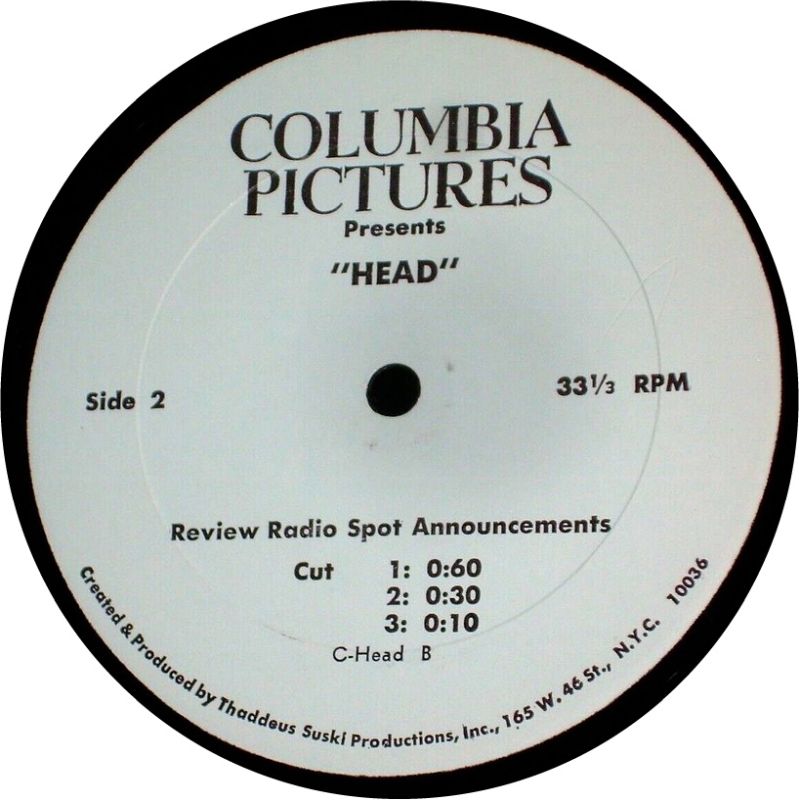 COLUMBIA
PICTURES
Presents
"HEAD"
Side 2
33⅓ RPM
Review Radio Spot Announcements
Cut 1: 0:60
2: 0:30
3: 0:10
C-Head B
Created & Produced by Thaddeus Suski Productions, Inc., 165 W. 46 St., N.Y.C. 10036